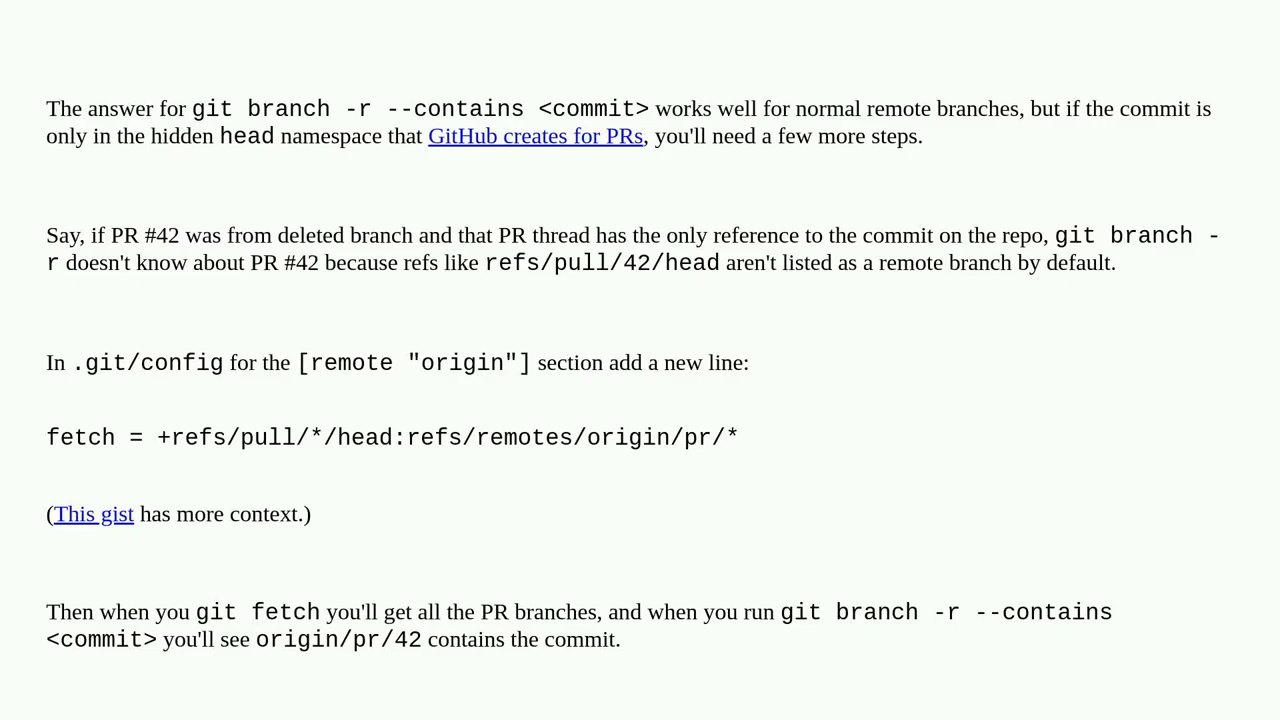 The answer for git branch -r --contains <commit> works well for normal remote branches, but if the commit is
only in the hidden head namespace that GitHub creates for PRs, you'll need a few more steps.
Say, if PR #42 was from deleted branch and that PR thread has the only reference to the commit on the repo, git branch -
r doesn't know about PR #42 because refs like refs/pull/42/head aren't listed as a remote branch by default.
In .git/config for the [remote "origin"] section add a new line:
fetch = +refs/pull/*/head:refs/remotes/origin/pr/*
(This gist has more context.)
Then when you git fetch you'll get all the PR branches, and when you run git branch -r --contains
<commit> you'll see origin/pr/42 contains the commit.